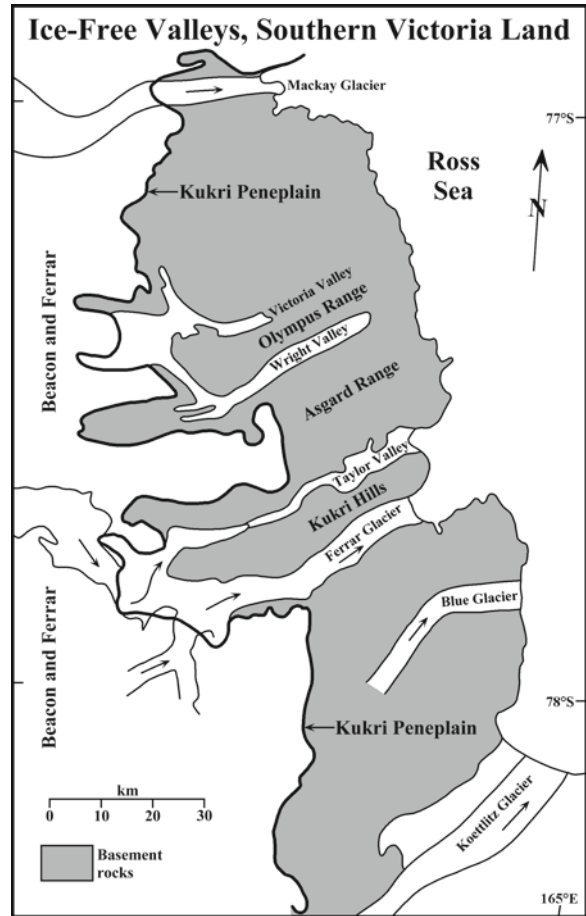 Ice-Free Valleys, Southern Victoria Land
Mackay Glacier
77°S
Ross
Sea
N
Kukri Peneplain
Beacon and Ferrar
Victoria Valley
Olympus Range
Wright Valley
Asgard Range
Taylor Valley
Kukri Hills
Ferrar Glacier
Blue Glacier
Beacon and Ferrar
78°S
Kukri Peneplain
km
0 10 20 30
Koettlitz Glacier
Basement
rocks
165°E